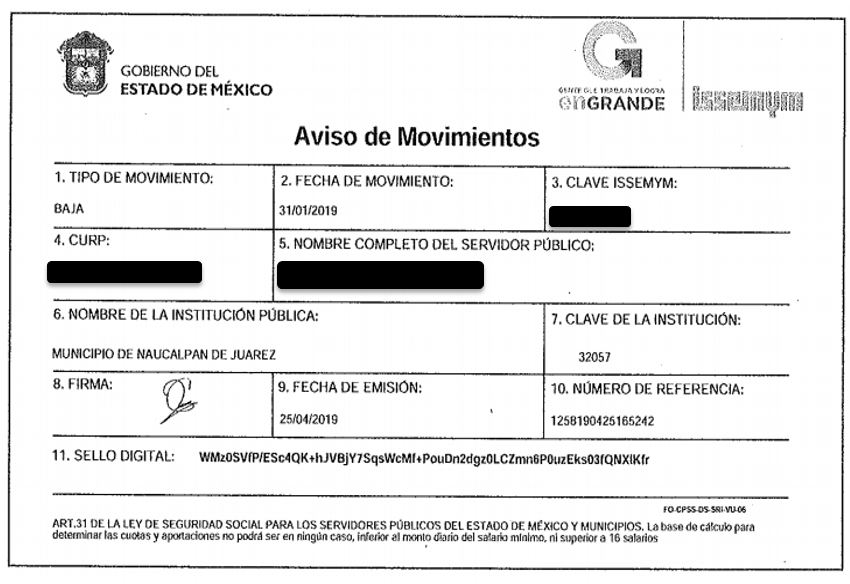 GOBIERNO DEL
ESTADO DE MÉXICO
GENTE QUE TRABAJA Y LOGRA
enGRANDE
issemym
Aviso de Movimientos
1. TIPO DE MOVIMIENTO:
BAJA
2. FECHA DE MOVIMIENTO:
31/01/2019
3. CLAVE ISSEMYM:
4. CURP:
5. NOMBRE COMPLETO DEL SERVIDOR PÚBLICO:
6. NOMBRE DE LA INSTITUCIÓN PÚBLICA:
MUNICIPIO DE NAUCALPAN DE JUAREZ
7. CLAVE DE LA INSTITUCIÓN:
32057
8. FIRMA:
9. FECHA DE EMISIÓN:
25/04/2019
10. NÚMERO DE REFERENCIA:
1258190425165242
11. SELLO DIGITAL: WMz0SVfP/ESc4QK+hJVBjY7SqsWcMf+PouDn2dgz0LCZmn6P0uzEks03fQNXlKfr
FO-CPSS-DS-SRI-VU-06
ART.31 DE LA LEY DE SEGURIDAD SOCIAL PARA LOS SERVIDORES PÚBLICOS DEL ESTADO DE MÉXICO Y MUNICIPIOS. La base de cálculo para
determinar las cuotas y aportaciones no podrá ser en ningún caso, inferior al monto diario del salario mínimo, ni superior a 16 salarios